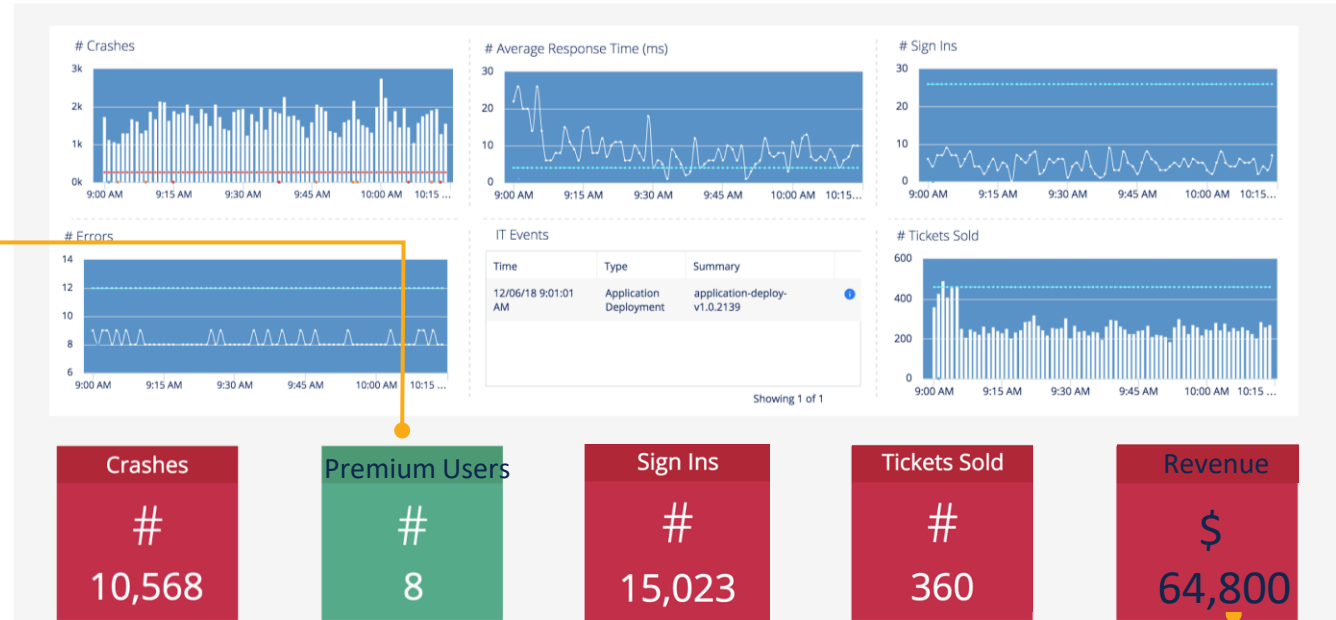 # Crashes
3k
2k
1k
0k
9:00 AM 9:15 AM 9:30 AM 9:45 AM 10:00 AM 10:15 ...
# Average Response Time (ms)
30
20
10
0
9:00 AM 9:15 AM 9:30 AM 9:45 AM 10:00 AM 10:15...
# Sign Ins
30
20
10
0
9:00 AM 9:15 AM 9:30 AM 9:45 AM 10:00 AM 10:15...
# Errors
14
12
10
8
6
9:00 AM 9:15 AM 9:30 AM 9:45 AM 10:00 AM 10:15 ...
IT Events
Time Type Summary
12/06/18 9:01:01 Application application-deploy-
AM Deployment v1.0.2139
i
Showing 1 of 1
# Tickets Sold
600
400
200
0
9:00 AM 9:15 AM 9:30 AM 9:45 AM 10:00 AM 10:15 ...
Crashes
#
10,568
Premium Users
#
8
Sign Ins
#
15,023
Tickets Sold
#
360
Revenue
$
64,800